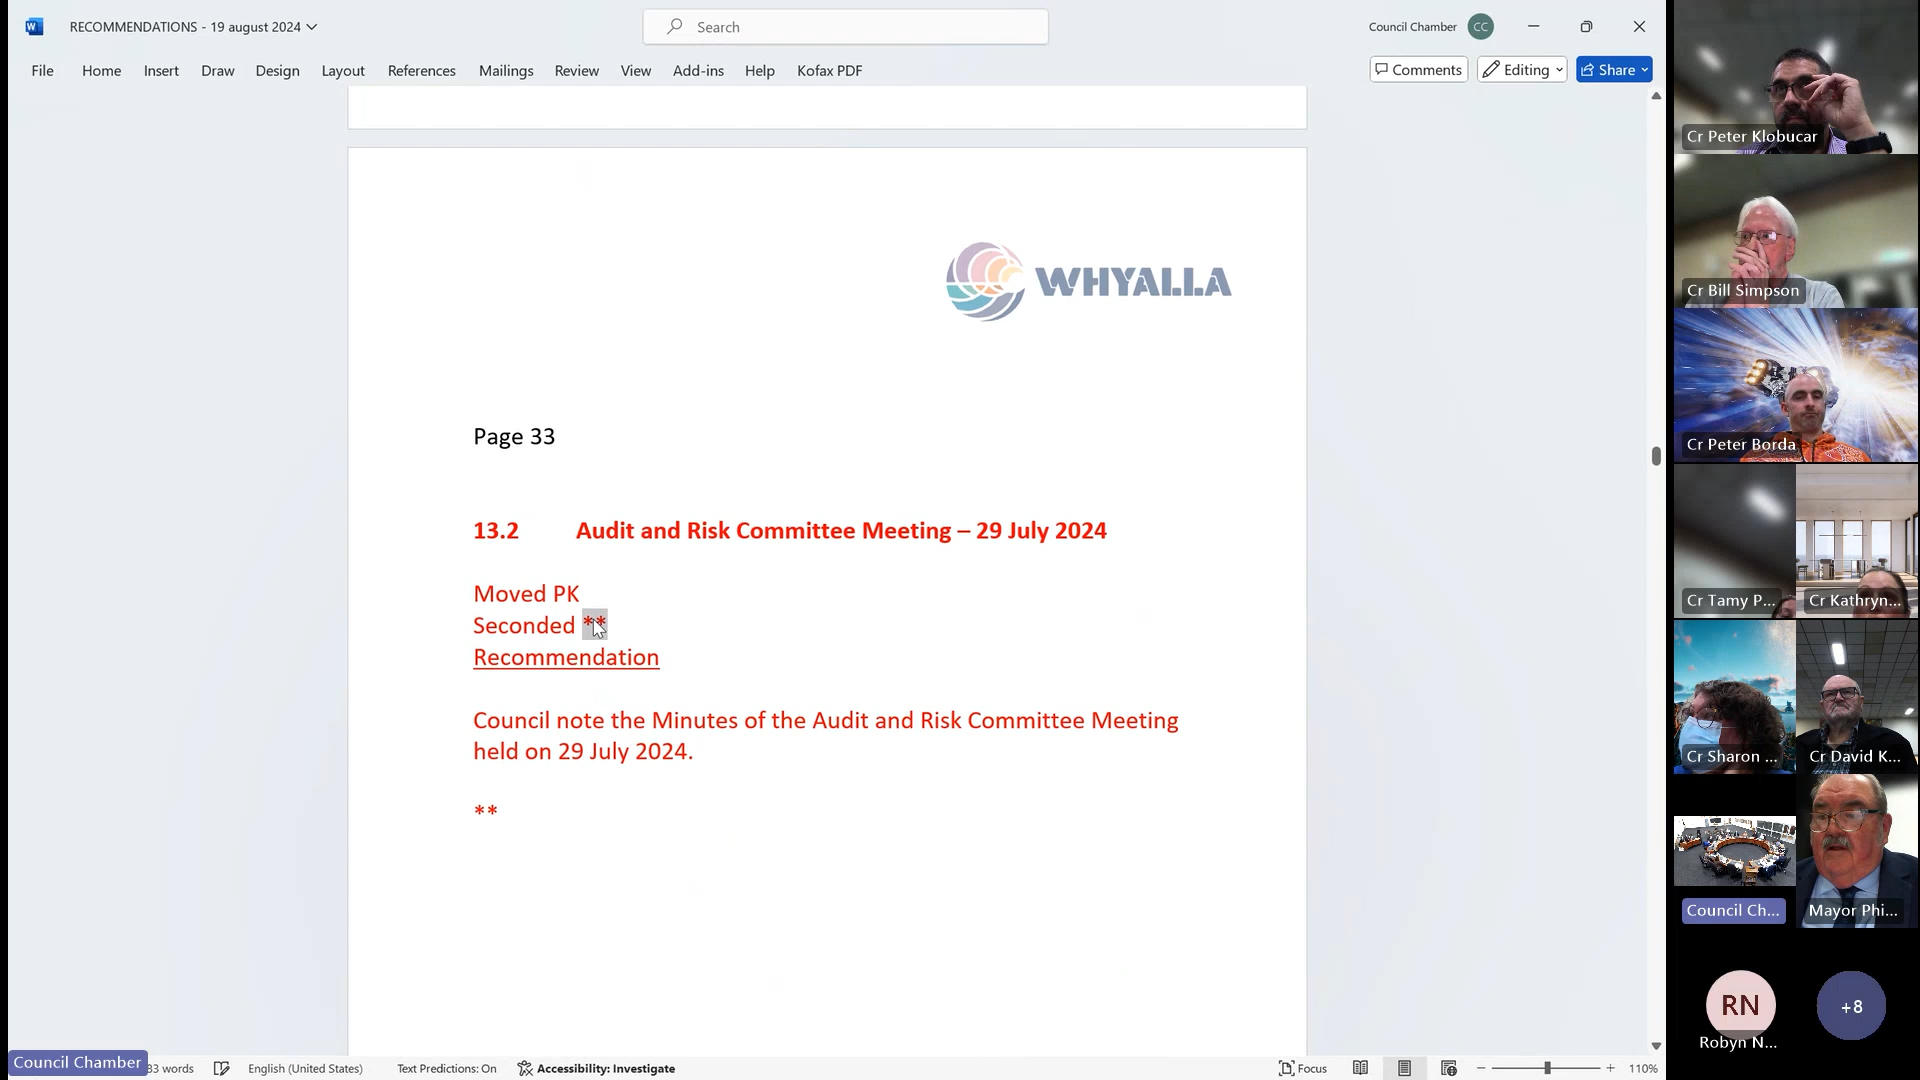 RECOMMENDATIONS - 19 august 2024
Search
Council Chamber
CC
File Home Insert Draw Design Layout References Mailings Review View Add-ins Help Kofax PDF
Comments
Editing
Share
WHYALLA
Page 33
13.2 Audit and Risk Committee Meeting – 29 July 2024
Moved PK
Seconded **
Recommendation
Council note the Minutes of the Audit and Risk Committee Meeting
held on 29 July 2024.
**
Cr Peter Klobucar
Cr Bill Simpson
Cr Peter Borda
Cr Tamy P...
Cr Kathryn...
Cr Sharon ...
Cr David K...
Council Ch...
Mayor Phi...
RN
Robyn N...
+8
Council Chamber
33 words
English (United States)
Text Predictions: On
Accessibility: Investigate
Focus
110%